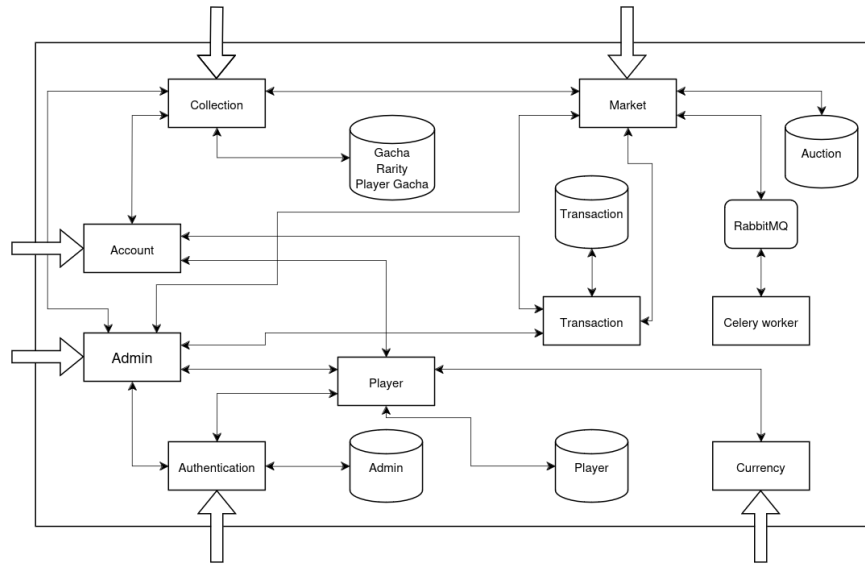 Collection
Market
Gacha
Rarity
Player Gacha
Auction
Transaction
RabbitMQ
Account
Transaction
Celery worker
Admin
Player
Authentication
Admin
Player
Currency